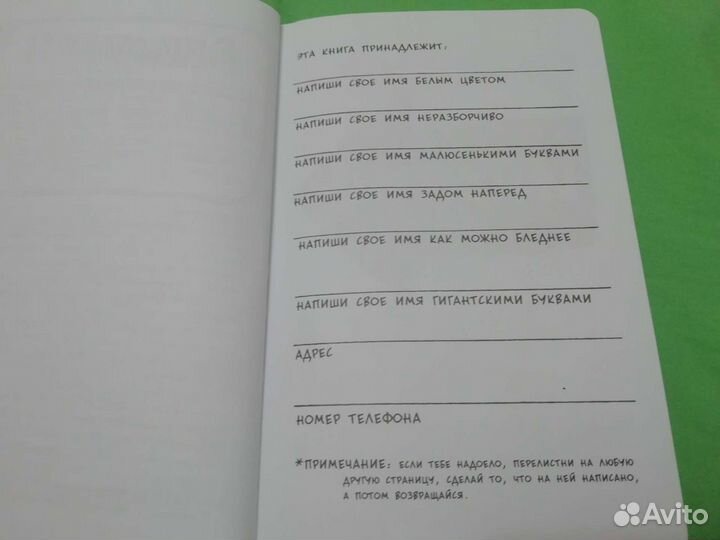 ЭТА КНИГА ПРИНАДЛЕЖИТ:
НАПИШИ СВОЕ ИМЯ БЕЛЫМ ЦВЕТОМ
НАПИШИ СВОЕ ИМЯ НЕРАЗБОРЧИВО
НАПИШИ СВОЕ ИМЯ МАЛЮСЕНЬКИМИ БУКВАМИ
НАПИШИ СВОЕ ИМЯ ЗАДОМ НАПЕРЕД
НАПИШИ СВОЕ ИМЯ КАК МОЖНО БЛЕДНЕЕ
НАПИШИ СВОЕ ИМЯ ГИГАНТСКИМИ БУКВАМИ
АДРЕС
НОМЕР ТЕЛЕФОНА
*ПРИМЕЧАНИЕ: ЕСЛИ ТЕБЕ НАДОЕЛО, ПЕРЕЛИСТНИ НА ЛЮБУЮ
ДРУГУЮ СТРАНИЦУ, СДЕЛАЙ ТО, ЧТО НА НЕЙ НАПИСАНО,
А ПОТОМ ВОЗВРАЩАЙСЯ.
Avito